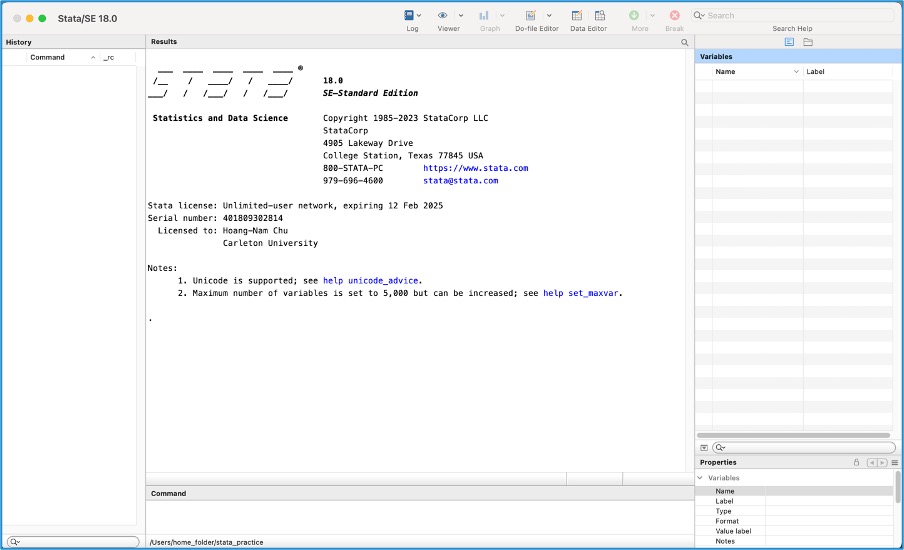 Stata/SE 18.0
Log
Viewer
Graph
Do-file Editor
Data Editor
More
Break
Search
Search Help
History
Command
_rc
Results
___ ____ ____ ____ ____ ®
/__ / ____/ / ____/ 18.0
___/ / /___/ / /___/ SE—Standard Edition
Statistics and Data Science Copyright 1985-2023 StataCorp LLC
StataCorp
4905 Lakeway Drive
College Station, Texas 77845 USA
800-STATA-PC https://www.stata.com
979-696-4600 stata@stata.com
Stata license: Unlimited-user network, expiring 12 Feb 2025
Serial number: 401809302814
Licensed to: Hoang-Nam Chu
Carleton University
Notes:
1. Unicode is supported; see help unicode_advice.
2. Maximum number of variables is set to 5,000 but can be increased; see help set_maxvar.
.
Command
/Users/home_folder/stata_practice
Variables
Name Label
Properties
Variables
Name
Label
Type
Format
Value label
Notes